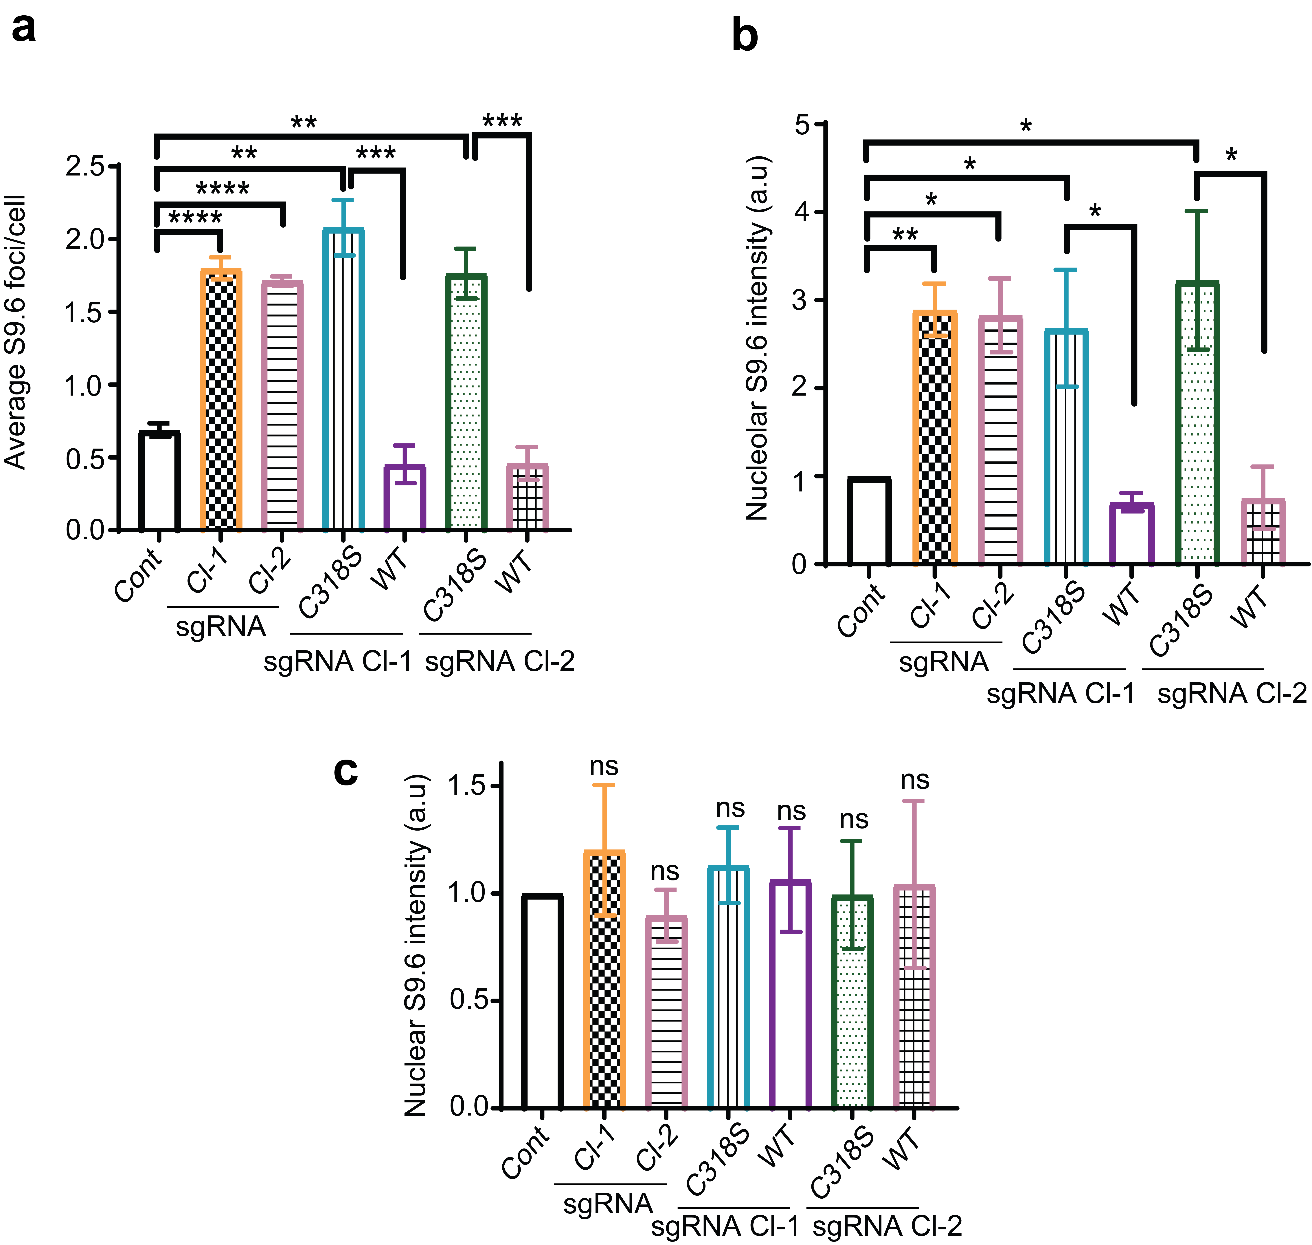 a
Average S9.6 foci/cell
2.5
2.0
1.5
1.0
0.5
0.0
** ***
** ***
****
****
Cont Cl-1 Cl-2 C318S WT C318S WT
sgRNA
sgRNA Cl-1 sgRNA Cl-2
b
Nucleolar S9.6 intensity (a.u)
5
4
3
2
1
0
*
* *
* *
**
Cont Cl-1 Cl-2 C318S WT C318S WT
sgRNA
sgRNA Cl-1 sgRNA Cl-2
c
Nuclear S9.6 intensity (a.u)
1.5
1.0
0.5
0.0
ns ns ns ns ns ns
Cont Cl-1 Cl-2 C318S WT C318S WT
sgRNA
sgRNA Cl-1 sgRNA Cl-2